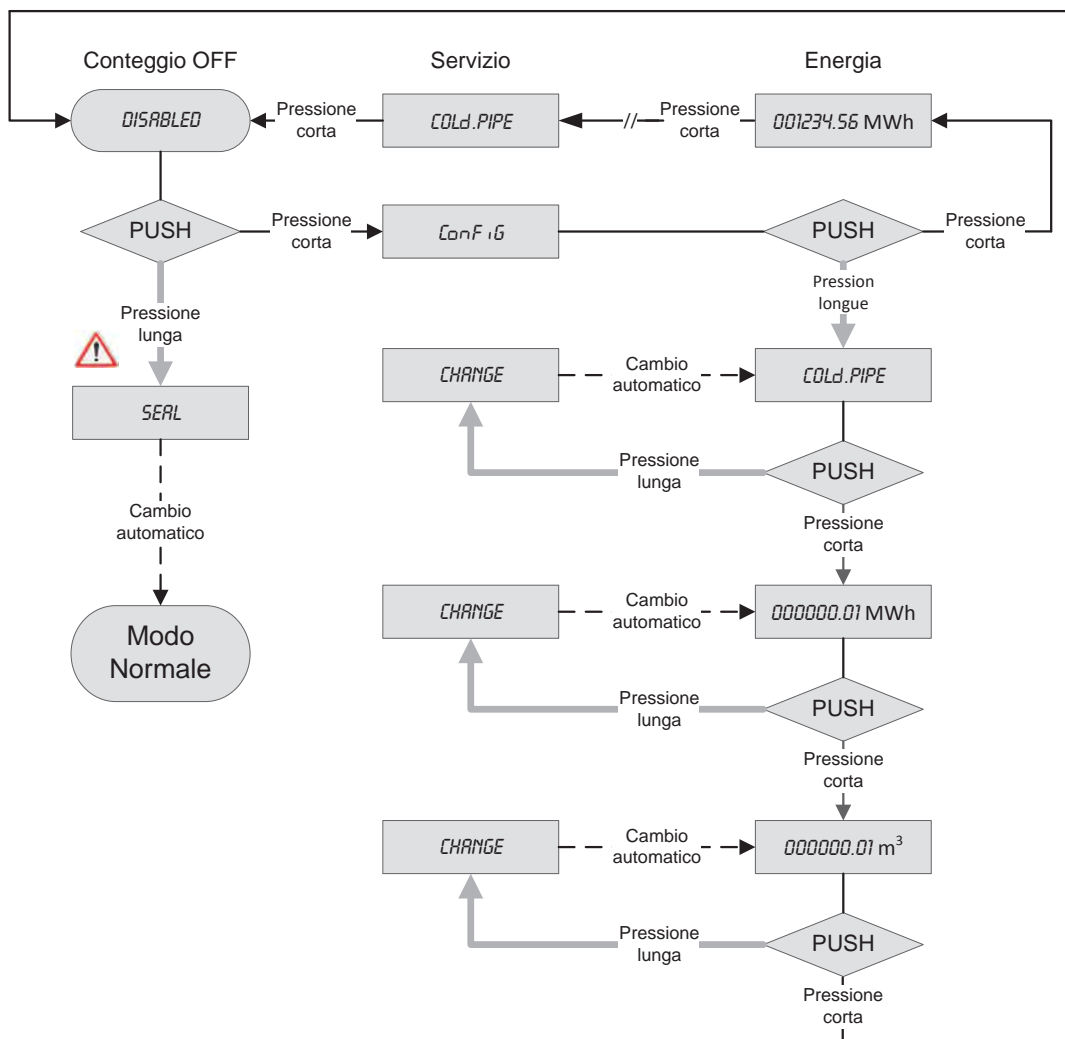 Conteggio OFF
Servizio
Energia
DISABLED
Pressione
corta
COLd.PIPE
//
Pressione
corta
001234.56 MWh
PUSH
Pressione
corta
ConFiG
PUSH
Pressione
corta
Pressione
lunga
Pression
longue
SEAL
CHANGE
Cambio
automatico
COLd.PIPE
Pressione
lunga
PUSH
Cambio
automatico
Pressione
corta
Modo
Normale
CHANGE
Cambio
automatico
000000.01 MWh
Pressione
lunga
PUSH
Pressione
corta
CHANGE
Cambio
automatico
000000.01 m³
Pressione
lunga
PUSH
Pressione
corta